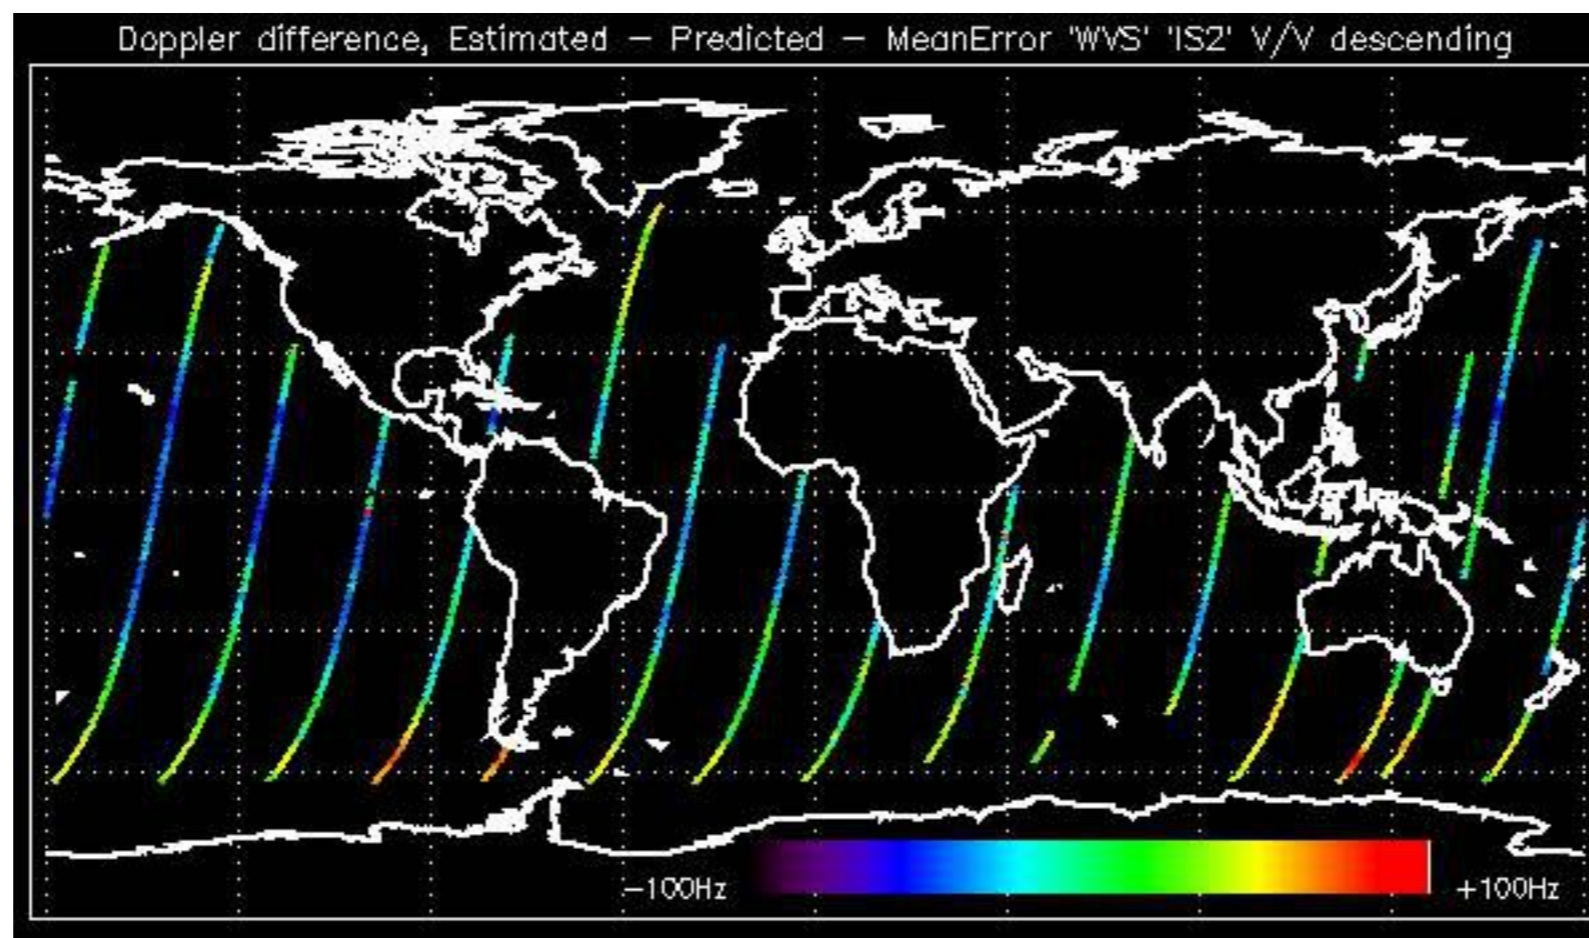 Doppler difference, Estimated – Predicted – MeanError 'WVS' 'IS2' V/V descending
−100Hz
+100Hz